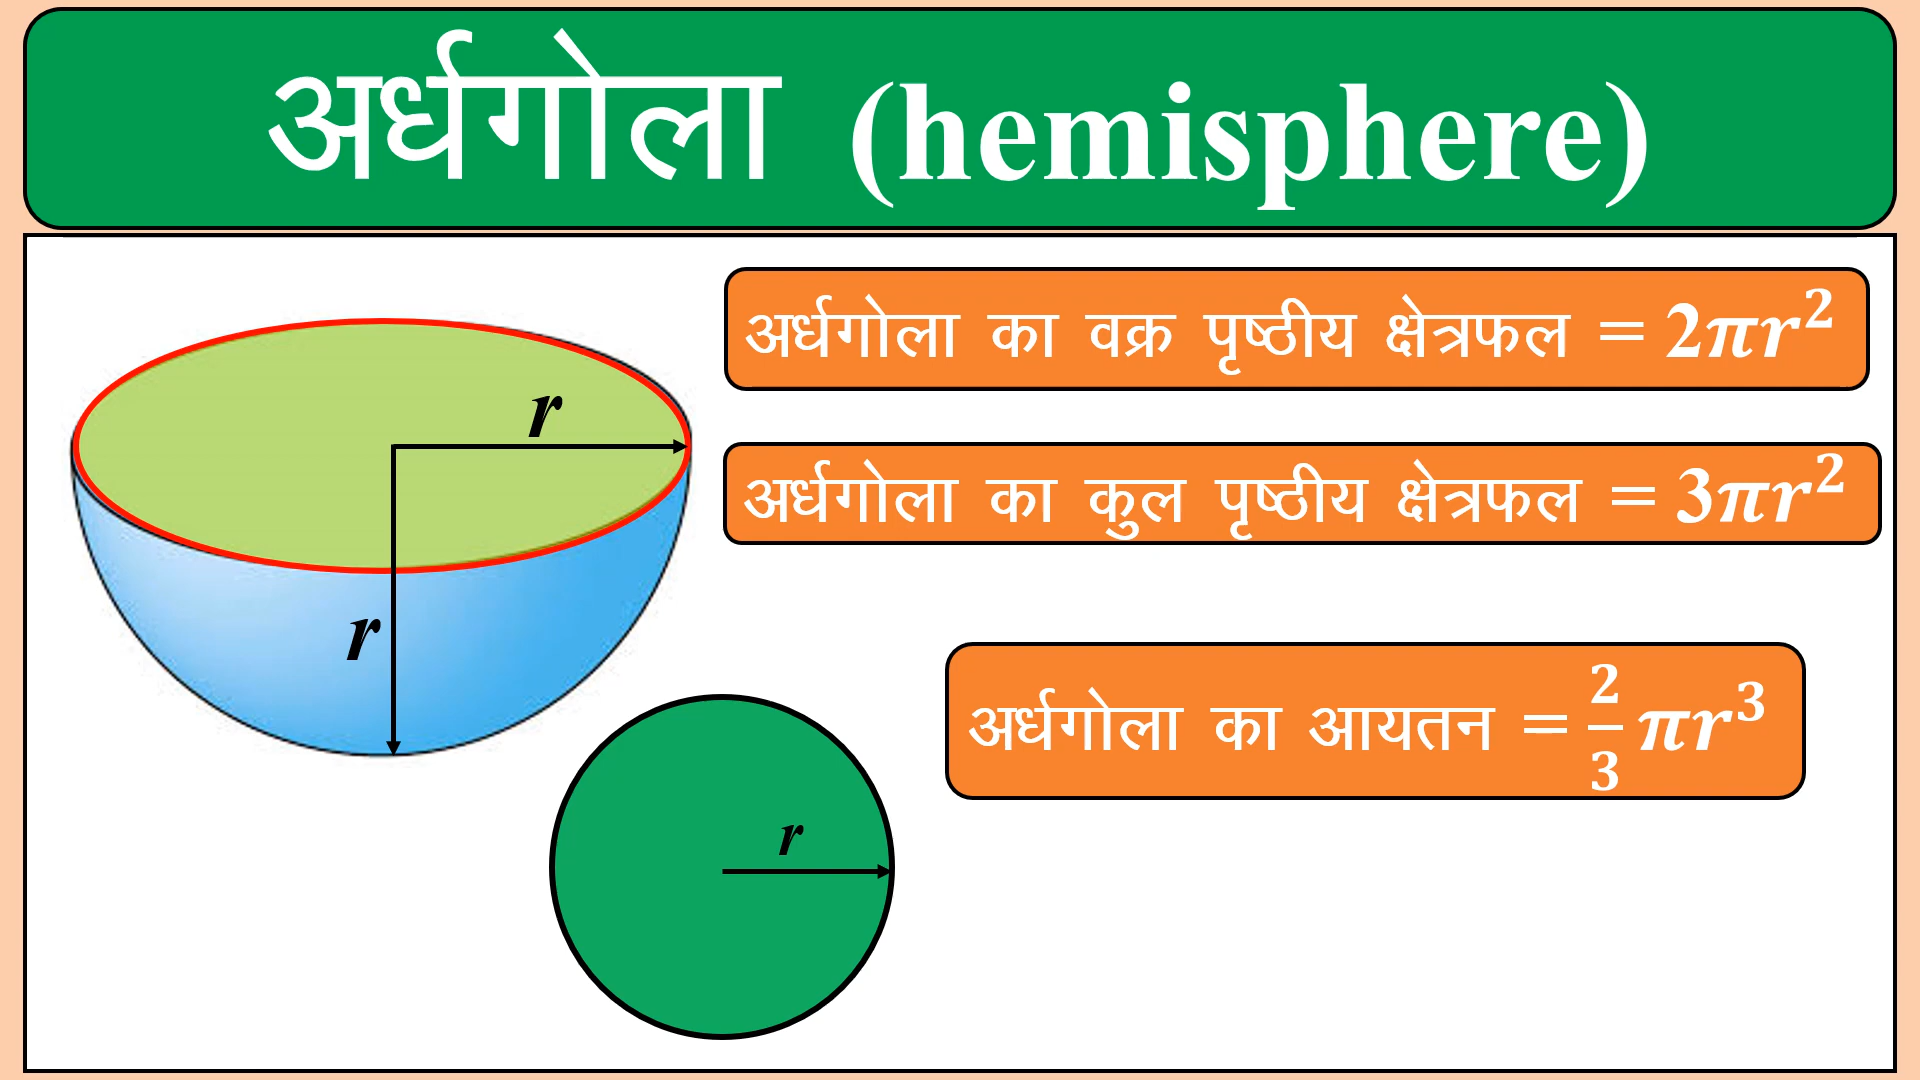 अर्धगोला (hemisphere)
अर्धगोला का वक्र पृष्ठीय क्षेत्रफल = 2πr²
r
अर्धगोला का कुल पृष्ठीय क्षेत्रफल = 3πr²
r
अर्धगोला का आयतन = 2/3 πr³
r